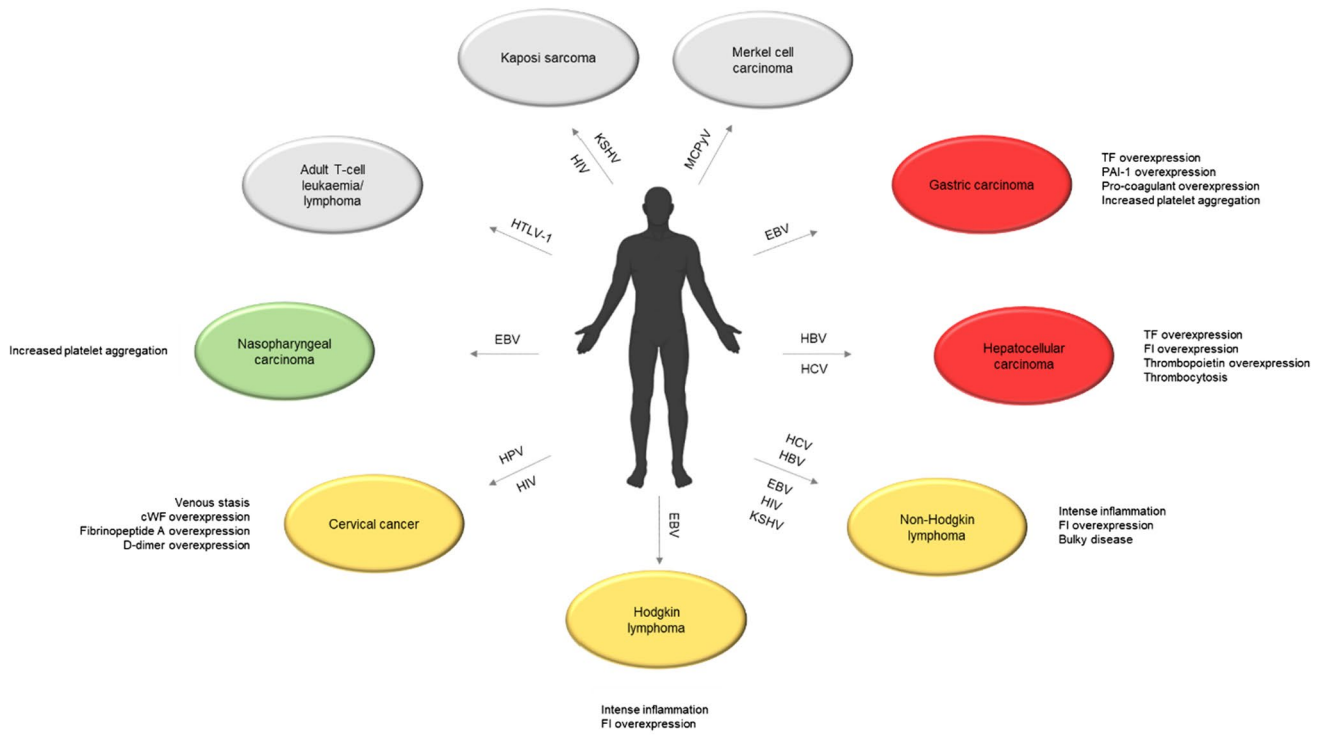 Kaposi sarcoma
Merkel cell
carcinoma
KSHV
HIV
MCPyV
Adult T-cell
leukaemia/
lymphoma
HTLV-1
EBV
Gastric carcinoma
TF overexpression
PAI-1 overexpression
Pro-coagulant overexpression
Increased platelet aggregation
Increased platelet aggregation
Nasopharyngeal
carcinoma
EBV
HBV
HCV
Hepatocellular
carcinoma
TF overexpression
FI overexpression
Thrombopoietin overexpression
Thrombocytosis
Venous stasis
cWF overexpression
Fibrinopeptide A overexpression
D-dimer overexpression
Cervical cancer
HPV
HIV
EBV
HCV
HBV
EBV
HIV
KSHV
Non-Hodgkin
lymphoma
Intense inflammation
FI overexpression
Bulky disease
Hodgkin
lymphoma
Intense inflammation
FI overexpression